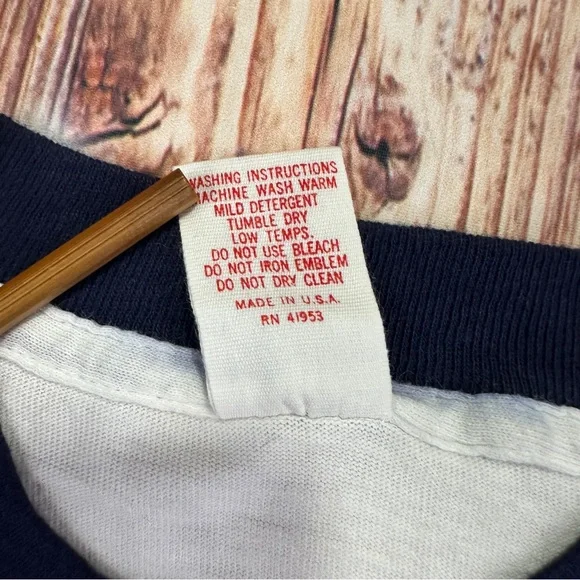 WASHING INSTRUCTIONS
MACHINE WASH WARM
MILD DETERGENT
TUMBLE DRY
LOW TEMPS.
DO NOT USE BLEACH
DO NOT IRON EMBLEM
DO NOT DRY CLEAN
MADE IN U.S.A.
RN 41953